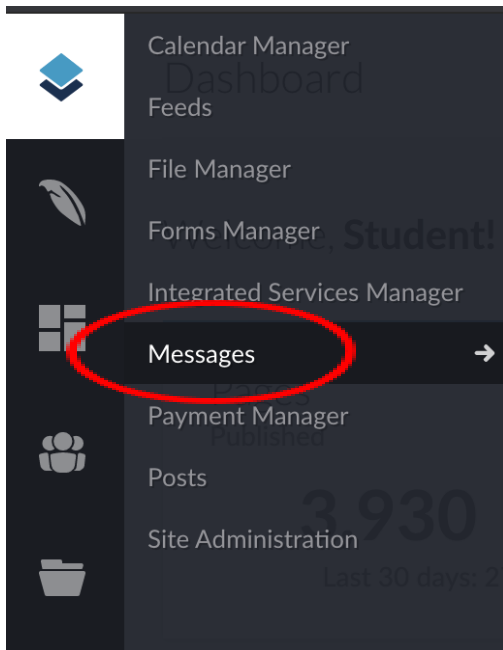 Calendar Manager
Dashboard
Feeds
File Manager
Forms Manager
Welcome, Student!
Integrated Services Manager
Messages
Pages
Payment Manager
Published
Posts
3,930
Site Administration
Last 30 days: 2